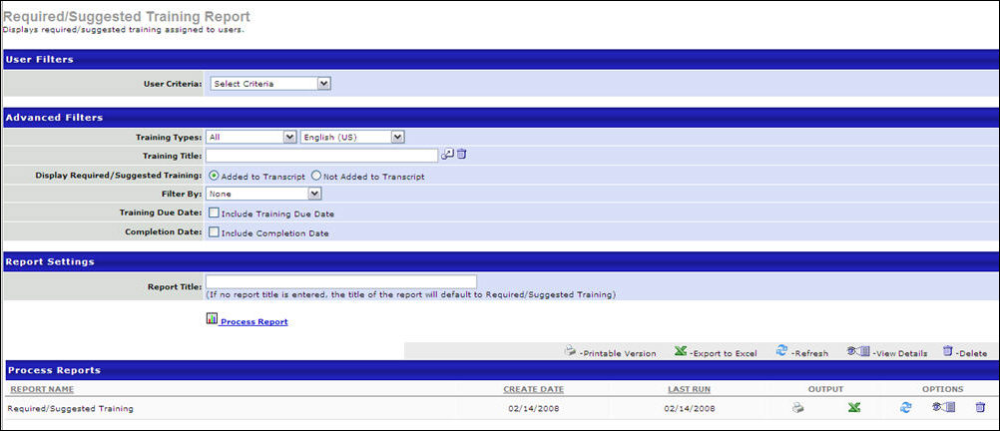 Required/Suggested Training Report
Displays required/suggested training assigned to users.
User Filters
User Criteria: Select Criteria
Advanced Filters
Training Types: All English (US)
Training Title:
Display Required/Suggested Training: Added to Transcript Not Added to Transcript
Filter By: None
Training Due Date: Include Training Due Date
Completion Date: Include Completion Date
Report Settings
Report Title:
(If no report title is entered, the title of the report will default to Required/Suggested Training)
Process Report
-Printable Version -Export to Excel -Refresh -View Details -Delete
Process Reports
REPORT NAME CREATE DATE LAST RUN OUTPUT OPTIONS
Required/Suggested Training 02/14/2008 02/14/2008